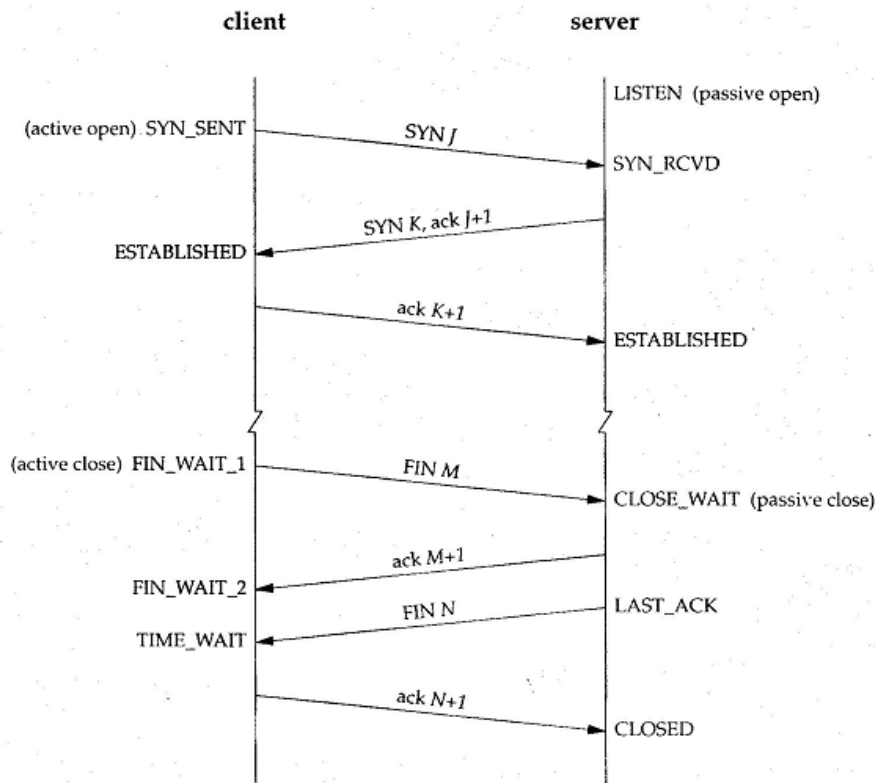 client server
LISTEN (passive open)
(active open) SYN_SENT
SYN J
SYN_RCVD
SYN K, ack J+1
ESTABLISHED
ack K+1
ESTABLISHED
(active close) FIN_WAIT_1
FIN M
CLOSE_WAIT (passive close)
ack M+1
FIN_WAIT_2
LAST_ACK
FIN N
TIME_WAIT
ack N+1
CLOSED